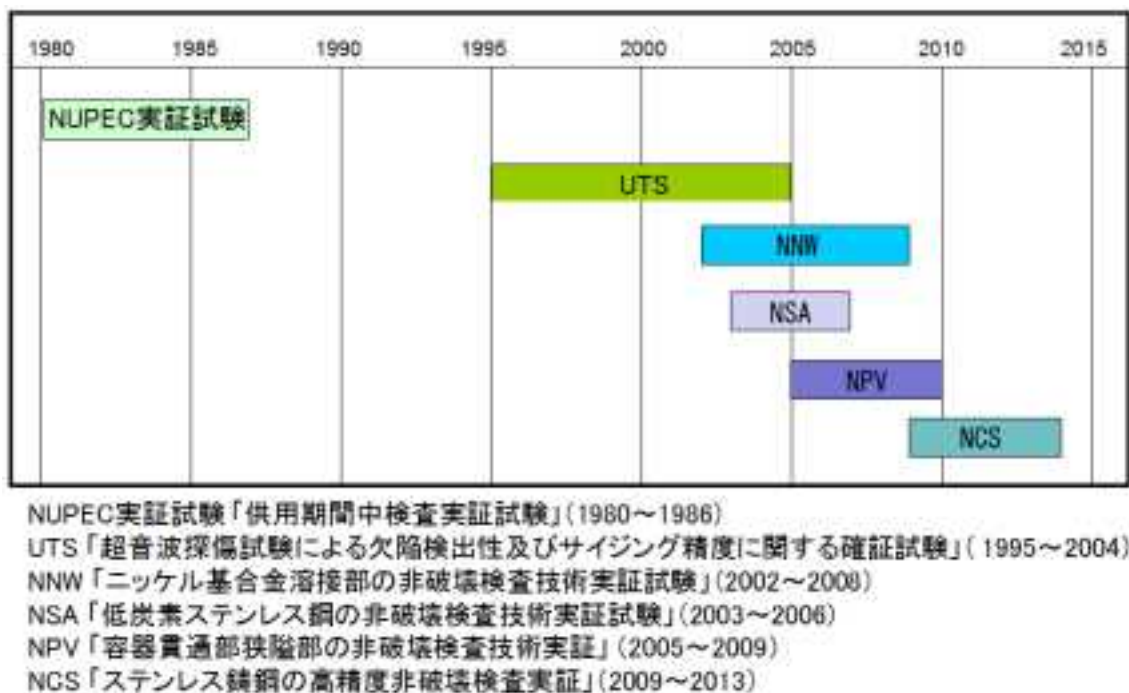 1980 1985 1990 1995 2000 2005 2010 2015
NUPEC実証試験
UTS
NNW
NSA
NPV
NCS
NUPEC実証試験「供用期間中検査実証試験」(1980～1986)
UTS「超音波探傷試験による欠陥検出性及びサイジング精度に関する確証試験」( 1995～2004)
NNW「ニッケル基合金溶接部の非破壊検査技術実証試験」(2002～2008)
NSA「低炭素ステンレス鋼の非破壊検査技術実証試験」(2003～2006)
NPV「容器貫通部狭隘部の非破壊検査技術実証」(2005～2009)
NCS「ステンレス鋳鋼の高精度非破壊検査実証」(2009～2013)